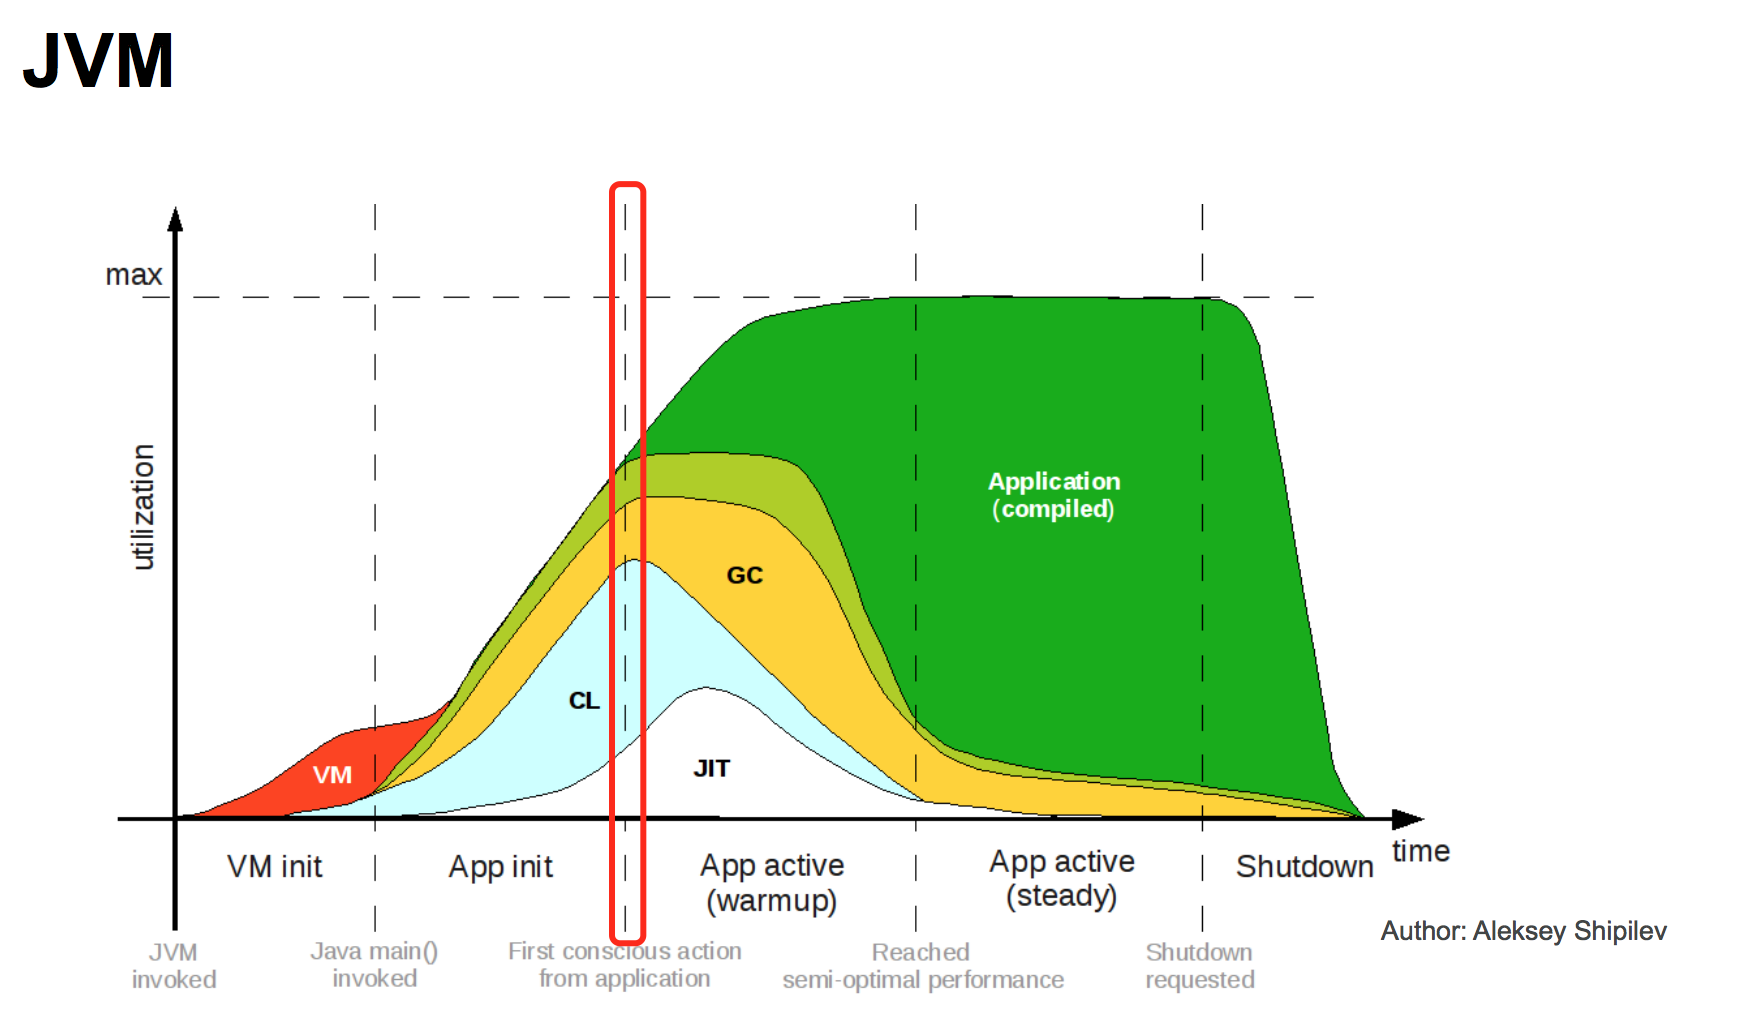 JVM
max
utilization
VM
CL
GC
JIT
Application
(compiled)
time
VM init
App init
App active
(warmup)
App active
(steady)
Shutdown
JVM
invoked
Java main()
invoked
First conscious action
from application
Reached
semi-optimal performance
Shutdown
requested
Author: Aleksey Shipilev